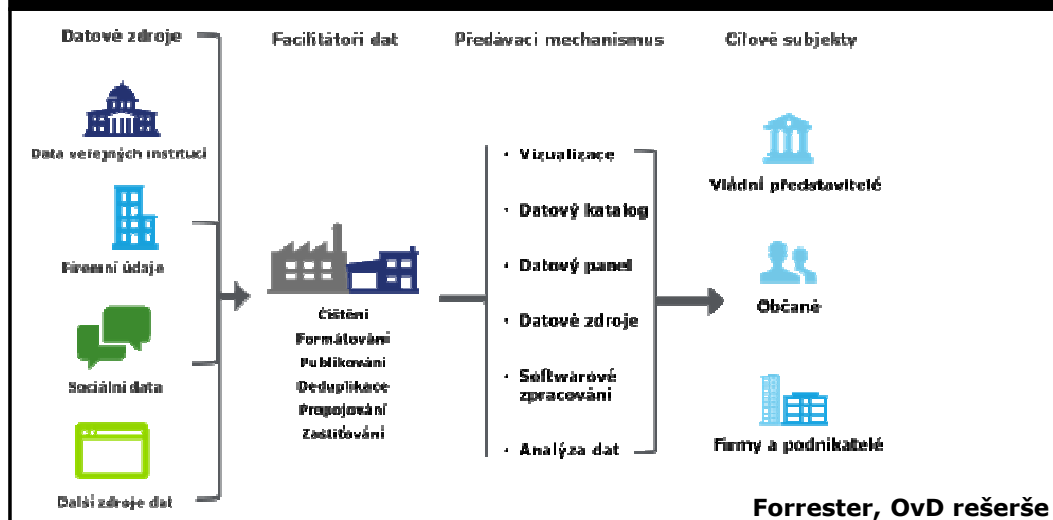 Datové zdroje
Facilitátoři dat
Předávací mechanismus
Cílové subjekty
Data veřejných institucí
Firemní údaje
Sociální data
Další zdroje dat
Čištění
Formátování
Publikování
Deduplikace
Propojování
Zaštiťování
• Vizualizace
• Datový katalog
• Datový panel
• Datové zdroje
• Softwarové
zpracování
• Analýza dat
Vládní představitelé
Občané
Firmy a podnikatelé
Forrester, OvD rešerše